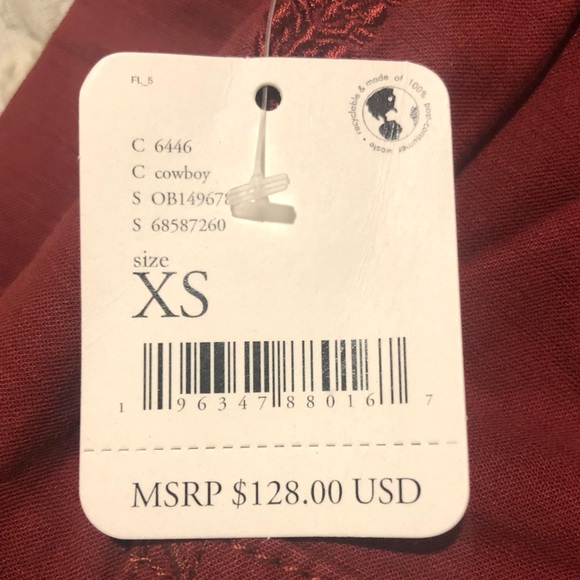 FL_5
recyclable & made of 100% post-consumer waste •
C 6446
C cowboy
S OB149678
S 68587260
size
XS
1 96347 88016 7
MSRP $128.00 USD